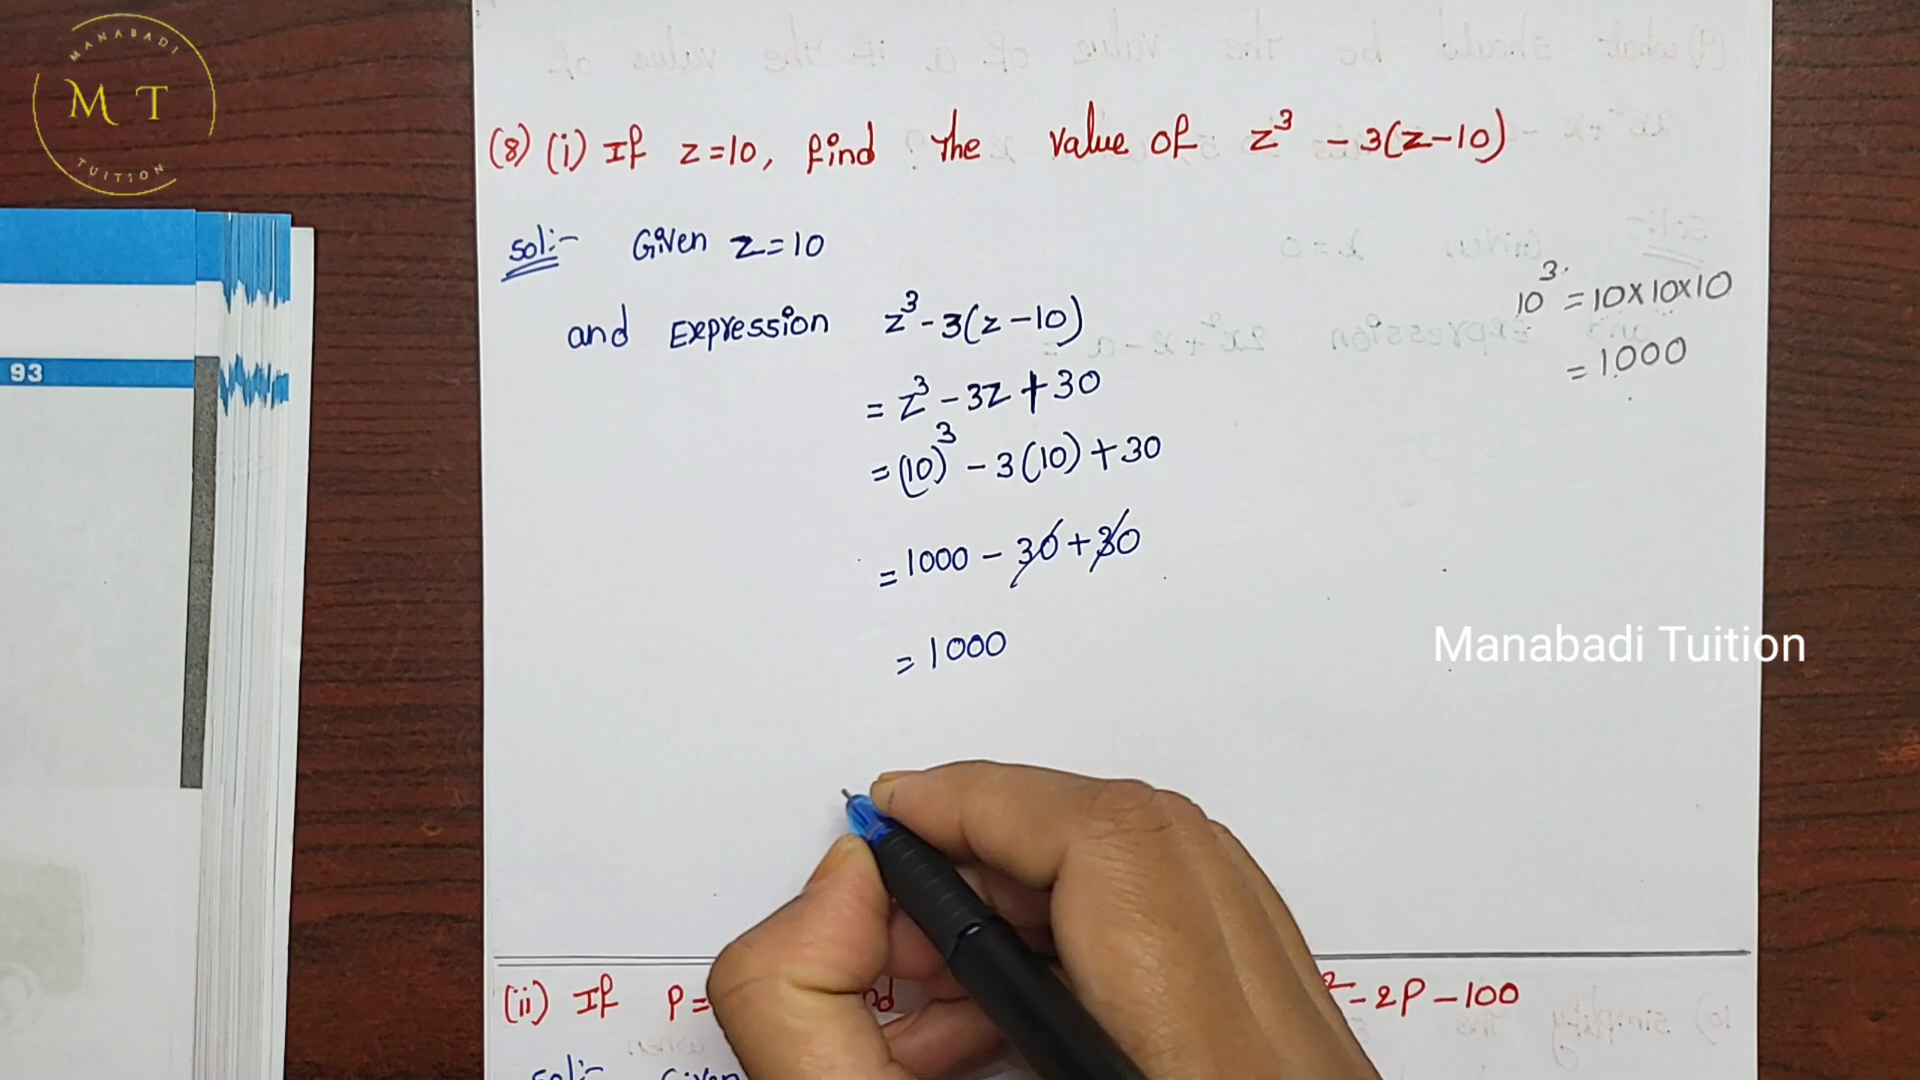 MANABADI
M T
TUITION
93
(8) (i) If z=10, find the value of z³ - 3(z-10)
Sol:- Given z=10
and Expression z³ - 3(z-10)
= z³ - 3z + 30
= (10)³ - 3(10) + 30
= 1000 - 30 + 30
= 1000
10³ = 10×10×10
= 1000
Manabadi Tuition
(ii) If p= - 2p - 100
Sol:- Given